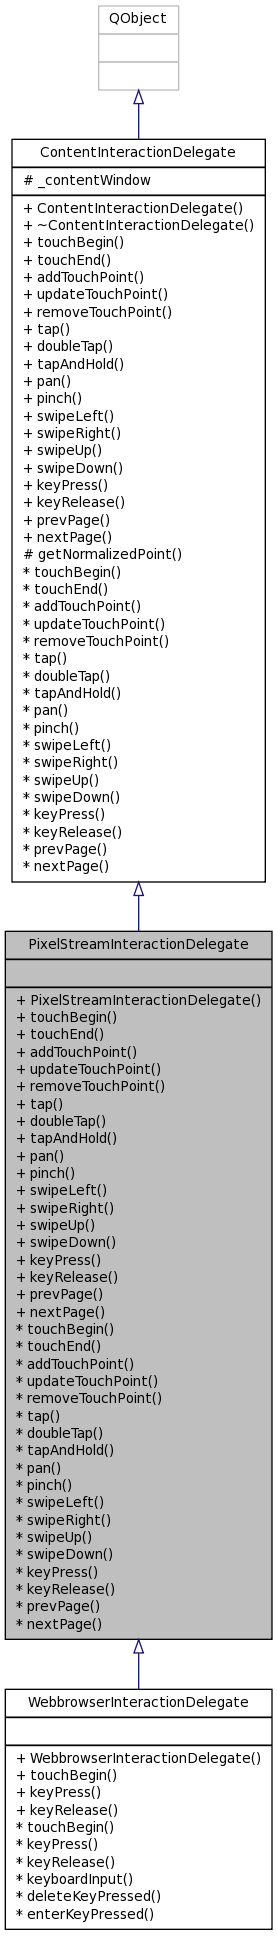 QObject
ContentInteractionDelegate
# _contentWindow
+ ContentInteractionDelegate()
+ ~ContentInteractionDelegate()
+ touchBegin()
+ touchEnd()
+ addTouchPoint()
+ updateTouchPoint()
+ removeTouchPoint()
+ tap()
+ doubleTap()
+ tapAndHold()
+ pan()
+ pinch()
+ swipeLeft()
+ swipeRight()
+ swipeUp()
+ swipeDown()
+ keyPress()
+ keyRelease()
+ prevPage()
+ nextPage()
# getNormalizedPoint()
* touchBegin()
* touchEnd()
* addTouchPoint()
* updateTouchPoint()
* removeTouchPoint()
* tap()
* doubleTap()
* tapAndHold()
* pan()
* pinch()
* swipeLeft()
* swipeRight()
* swipeUp()
* swipeDown()
* keyPress()
* keyRelease()
* prevPage()
* nextPage()
PixelStreamInteractionDelegate
+ PixelStreamInteractionDelegate()
+ touchBegin()
+ touchEnd()
+ addTouchPoint()
+ updateTouchPoint()
+ removeTouchPoint()
+ tap()
+ doubleTap()
+ tapAndHold()
+ pan()
+ pinch()
+ swipeLeft()
+ swipeRight()
+ swipeUp()
+ swipeDown()
+ keyPress()
+ keyRelease()
+ prevPage()
+ nextPage()
* touchBegin()
* touchEnd()
* addTouchPoint()
* updateTouchPoint()
* removeTouchPoint()
* tap()
* doubleTap()
* tapAndHold()
* pan()
* pinch()
* swipeLeft()
* swipeRight()
* swipeUp()
* swipeDown()
* keyPress()
* keyRelease()
* prevPage()
* nextPage()
WebbrowserInteractionDelegate
+ WebbrowserInteractionDelegate()
+ touchBegin()
+ keyPress()
+ keyRelease()
* touchBegin()
* keyPress()
* keyRelease()
* keyboardInput()
* deleteKeyPressed()
* enterKeyPressed()